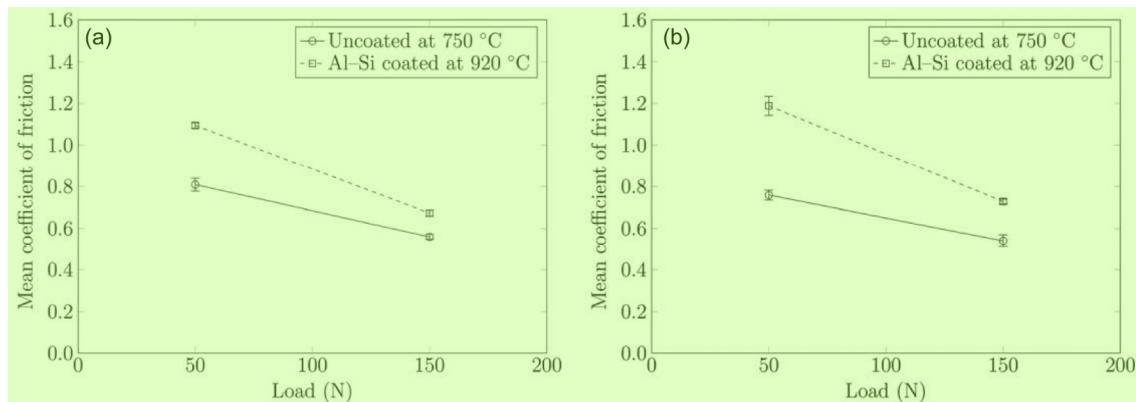 (a)
Uncoated at 750 °C
Al–Si coated at 920 °C
Mean coefficient of friction
1.6
1.4
1.2
1.0
0.8
0.6
0.4
0.2
0.0
0
50
100
150
200
Load (N)
(b)
Uncoated at 750 °C
Al–Si coated at 920 °C
Mean coefficient of friction
1.6
1.4
1.2
1.0
0.8
0.6
0.4
0.2
0.0
0
50
100
150
200
Load (N)